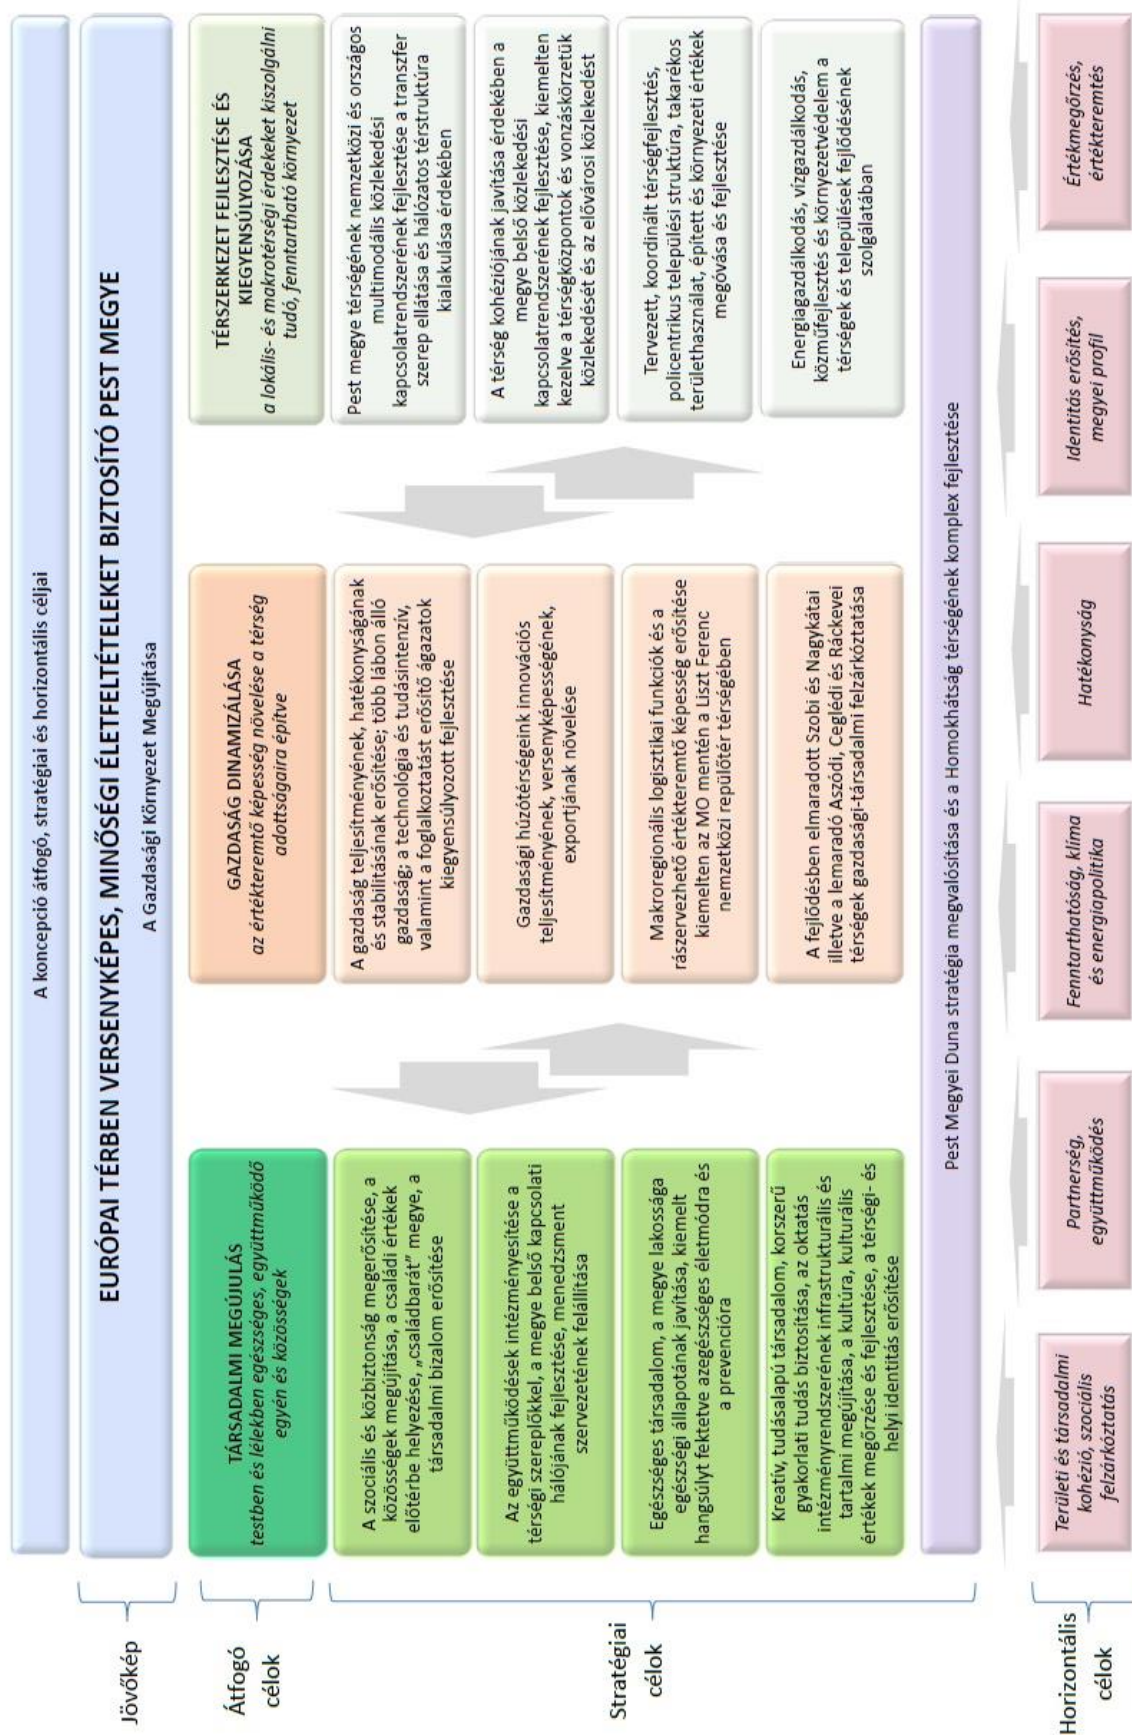 A koncepció átfogó, stratégiai és horizontális céljai
Jövőkép
EURÓPAI TÉRBEN VERSENYKÉPES, MINŐSÉGI ÉLETFELTÉTELEKET BIZTOSÍTÓ PEST MEGYE
A Gazdasági Környezet Megújítása
Átfogó
célok
TÁRSADALMI MEGÚJULÁS
testben és lélekben egészséges, együttműködő
egyén és közösségek
GAZDASÁG DINAMIZÁLÁSA
az értékteremtő képesség növelése a térség
adottságaira építve
TÉRSZERKEZET FEJLESZTÉSE ÉS
KIEGYENSÚLYOZÁSA
a lokális- és makrotérségi érdekeket kiszolgálni
tudó, fenntartható környezet
Stratégiai
célok
A szociális és közbiztonság megerősítése, a
közösségek megújítása, a családi értékek
előtérbe helyezése, „családbarát" megye, a
társadalmi bizalom erősítése
Az együttműködések intézményesítése a
térségi szereplőkkel, a megye belső kapcsolati
hálójának fejlesztése, menedzsment
szervezetének felállítása
Egészséges társadalom, a megye lakossága
egészségi állapotának javítása, kiemelt
hangsúlyt fektetve azegészséges életmódra és
a prevencióra
Kreatív, tudásalapú társadalom, korszerű
gyakorlati tudás biztosítása, az oktatás
intézményrendszerének infrastrukturális és
tartalmi megújítása, a kultúra, kulturális
értékek megőrzése és fejlesztése, a térségi- és
helyi identitás erősítése
A gazdaság teljesítményének, hatékonyságának
és stabilitásának erősítése; több lábon álló
gazdaság; a technológia és tudásintenzív,
valamint a foglalkoztatást erősítő ágazatok
kiegyensúlyozott fejlesztése
Gazdasági húzótérségeink innovációs
teljesítményének, versenyképességének,
exportjának növelése
Makroregionális logisztikai funkciók és a
rászervezhető értékteremtő képesség erősítése
kiemelten az MO mentén a Liszt Ferenc
nemzetközi repülőtér térségében
A fejlődésben elmaradott Szobi és Nagykátai
illetve a lemaradó Aszódi, Ceglédi és Ráckevei
térségek gazdasági-társadalmi felzárkóztatása
Pest megye térségének nemzetközi és országos
multimodális közlekedési
kapcsolatrendszerének fejlesztése a transzfer
szerep ellátása és hálózatos térstruktúra
kialakulása érdekében
A térség kohéziójának javítása érdekében a
megye belső közlekedési
kapcsolatrendszerének fejlesztése, kiemelten
kezelve a térségközpontok és vonzáskörzetük
közlekedését és az elővárosi közlekedést
Tervezett, koordinált térségfejlesztés,
policentrikus települési struktúra, takarékos
területhasználat, épített és környezeti értékek
megóvása és fejlesztése
Energiagazdálkodás, vízgazdálkodás,
közműfejlesztés és környezetvédelem a
térségek és települések fejlődésének
szolgálatában
Pest Megyei Duna stratégia megvalósítása és a Homokhátság térségének komplex fejlesztése
Horizontális
célok
Területi és társadalmi
kohézió, szociális
felzárkóztatás
Partnerség,
együttműködés
Fenntarthatóság, klíma
és energiapolitika
Hatékonyság
Identitás erősítés,
megyei profil
Értékmegőrzés,
értékteremtés